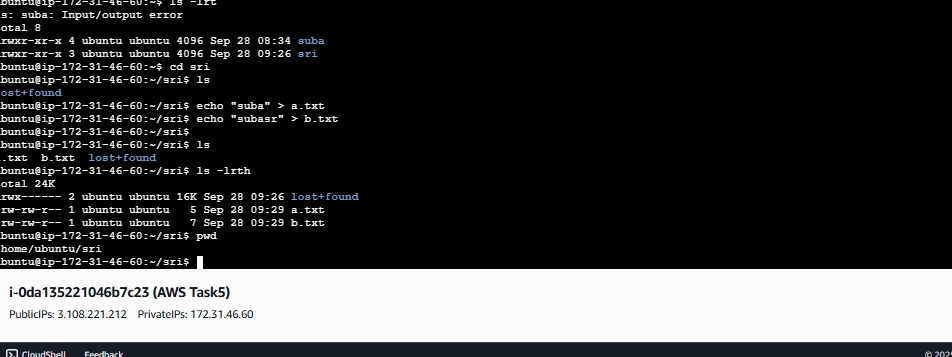 buntu@ip-172-31-46-60:~$ ls -lrt
s: suba: Input/output error
otal 8
rwxr-xr-x 4 ubuntu ubuntu 4096 Sep 28 08:34 suba
rwxr-xr-x 3 ubuntu ubuntu 4096 Sep 28 09:26 sri
buntu@ip-172-31-46-60:~$ cd sri
buntu@ip-172-31-46-60:~/sri$ ls
ost+found
buntu@ip-172-31-46-60:~/sri$ echo "suba" > a.txt
buntu@ip-172-31-46-60:~/sri$ echo "subasr" > b.txt
buntu@ip-172-31-46-60:~/sri$
buntu@ip-172-31-46-60:~/sri$ ls
.txt  b.txt  lost+found
buntu@ip-172-31-46-60:~/sri$ ls -lrth
otal 24K
rwx------ 2 ubuntu ubuntu 16K Sep 28 09:26 lost+found
rw-rw-r-- 1 ubuntu ubuntu   5 Sep 28 09:29 a.txt
rw-rw-r-- 1 ubuntu ubuntu   7 Sep 28 09:29 b.txt
buntu@ip-172-31-46-60:~/sri$ pwd
home/ubuntu/sri
buntu@ip-172-31-46-60:~/sri$
i-0da135221046b7c23 (AWS Task5)
PublicIPs: 3.108.221.212 PrivateIPs: 172.31.46.60
CloudShell Feedback © 202